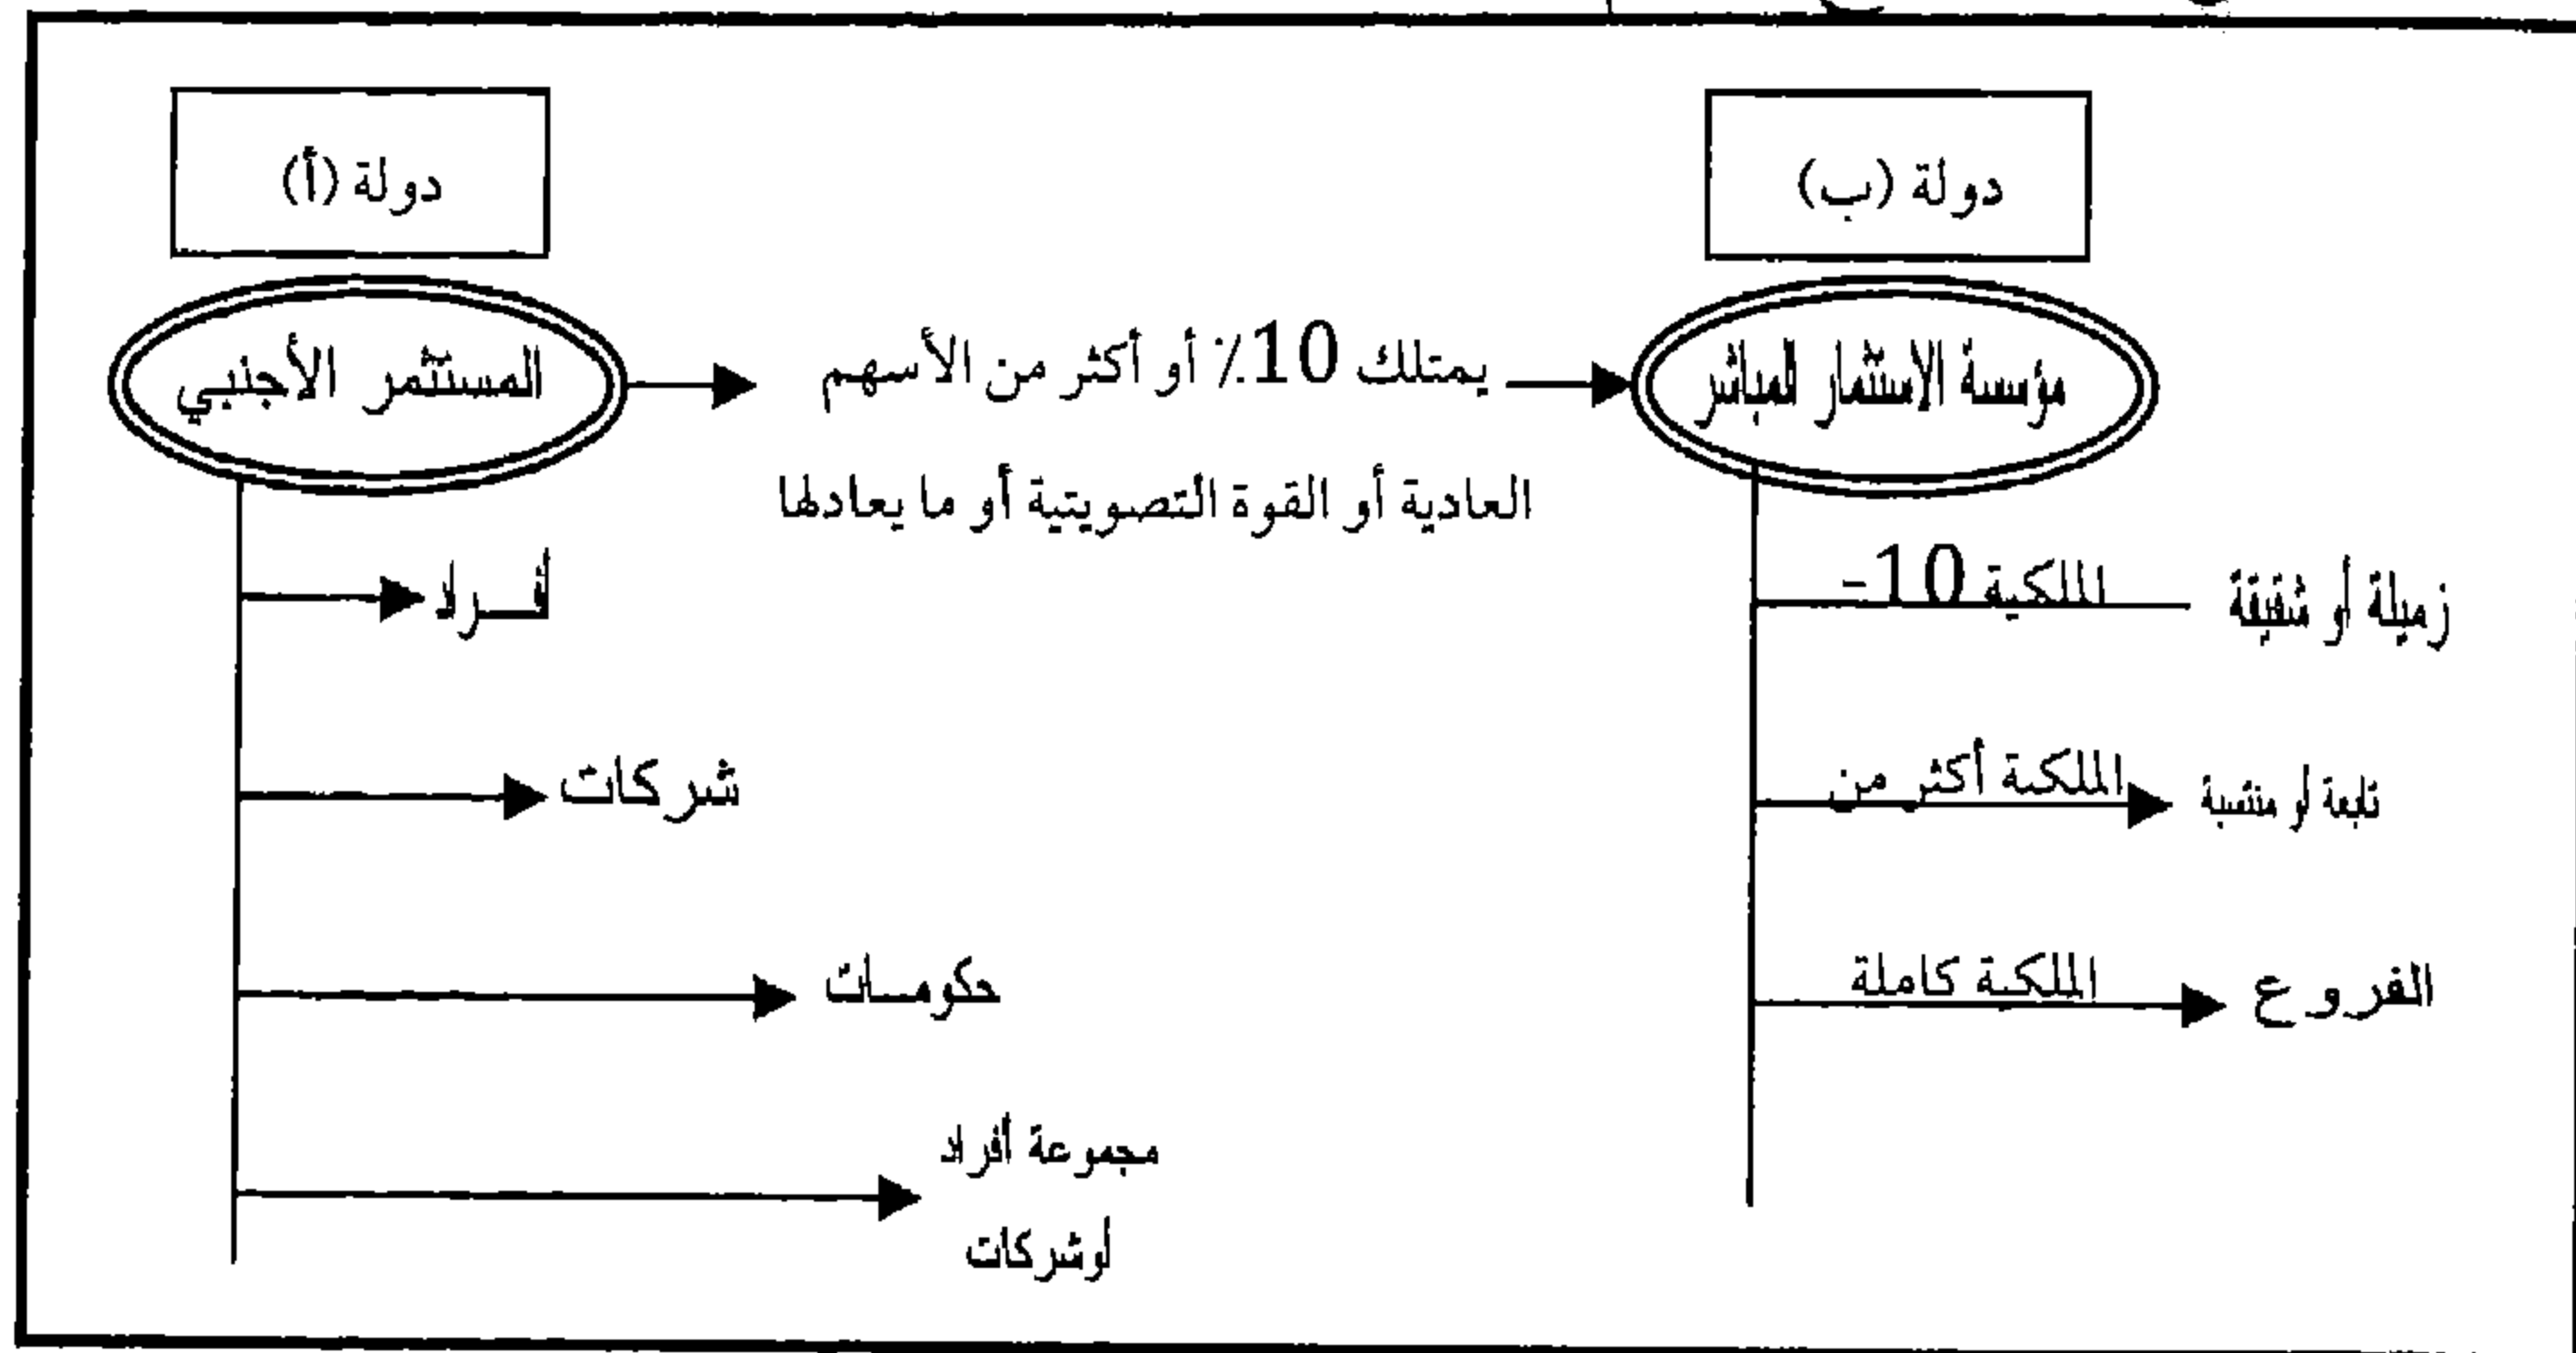 دولة (أ)
دولة (ب)
المستثمر الأجنبي
يمتلك 10٪ أو أكثر من الأسهم
العادية أو القوة التصويتية أو ما يعادلها
مؤسسة الاستثمار المباشر
أفراد
شركات
حكومات
مجموعة أفراد
أو شركات
الملكية 10-
زميلة أو شقيقة
الملكية أكثر من
تابعة أو منتسبة
الملكية كاملة
الفروع